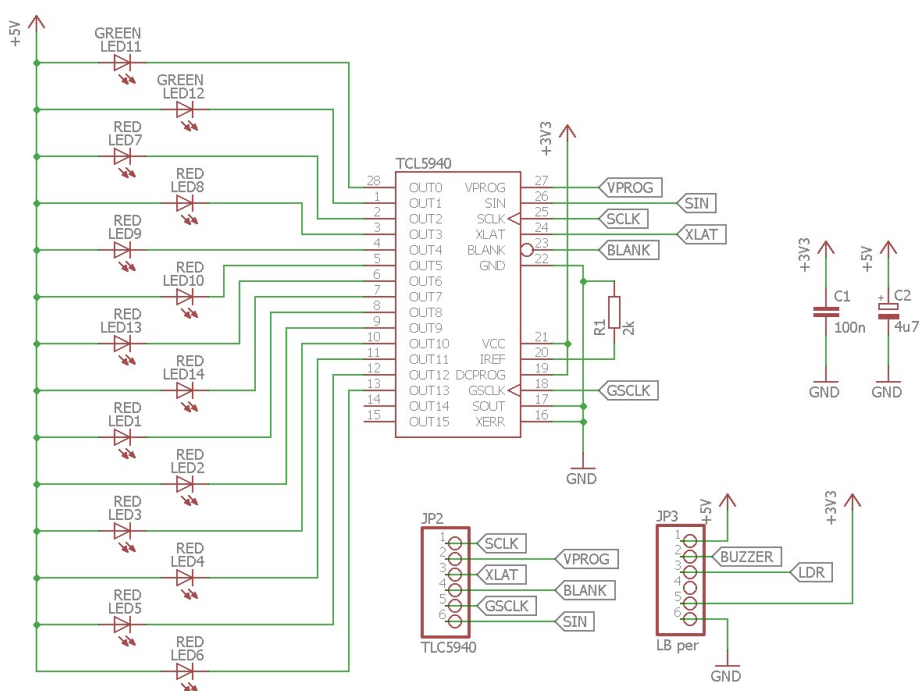 +5V
GREEN
LED11
GREEN
LED12
RED
LED7
RED
LED8
RED
LED9
RED
LED10
RED
LED13
RED
LED14
RED
LED1
RED
LED2
RED
LED3
RED
LED4
RED
LED5
RED
LED6
TCL5940
28 OUT0 VPROG 27 VPROG
1 OUT1 SIN 26 SIN
2 OUT2 SCLK 25 SCLK
3 OUT3 XLAT 24 XLAT
4 OUT4 BLANK 23 BLANK
5 OUT5 GND 22
6 OUT6
7 OUT7
8 OUT8
9 OUT9
10 OUT10 VCC 21
11 OUT11 IREF 20
12 OUT12 DCPROG 19
13 OUT13 GSCLK 18 GSCLK
14 OUT14 SOUT 17
15 OUT15 XERR 16
+3V3
R1
2k
GND
+3V3
C1
100n
GND
+5V
+
C2
4u7
GND
JP2
1 SCLK
2 VPROG
3 XLAT
4 BLANK
5 GSCLK
6 SIN
TLC5940
JP3
+5V
+3V3
1
2 BUZZER
3 LDR
4
5
6
LB per
GND